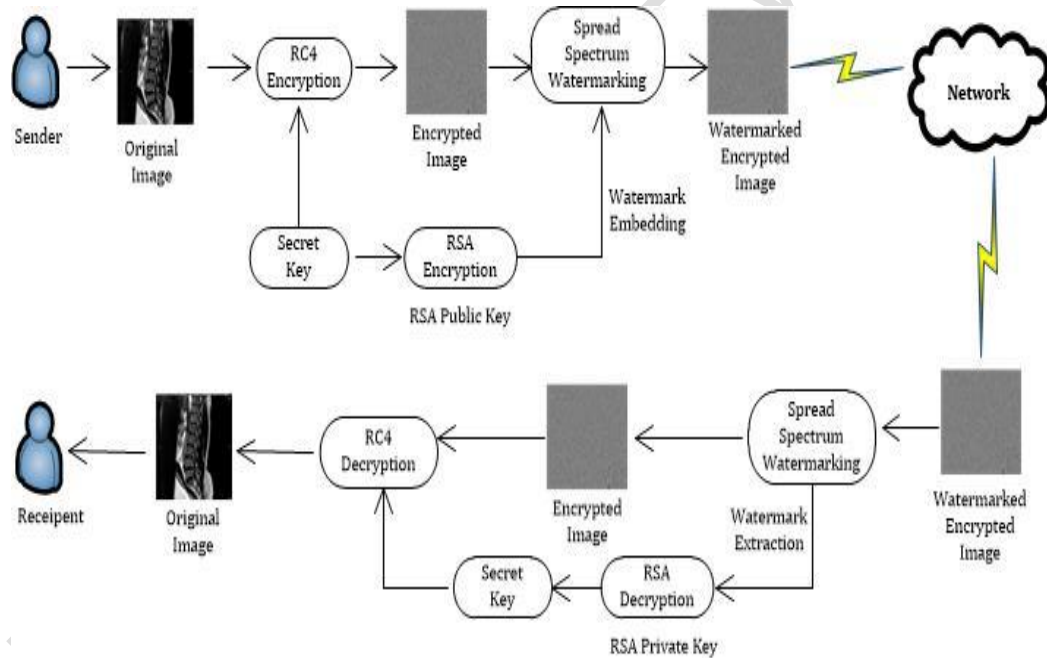 Sender
Original
Image
RC4
Encryption
Encrypted
Image
Spread
Spectrum
Watermarking
Watermarked
Encrypted
Image
Network
Secret
Key
RSA
Encryption
RSA Public Key
Watermark
Embedding
Receipent
Original
Image
RC4
Decryption
Encrypted
Image
Spread
Spectrum
Watermarking
Watermarked
Encrypted
Image
Watermark
Extraction
Secret
Key
RSA
Decryption
RSA Private Key